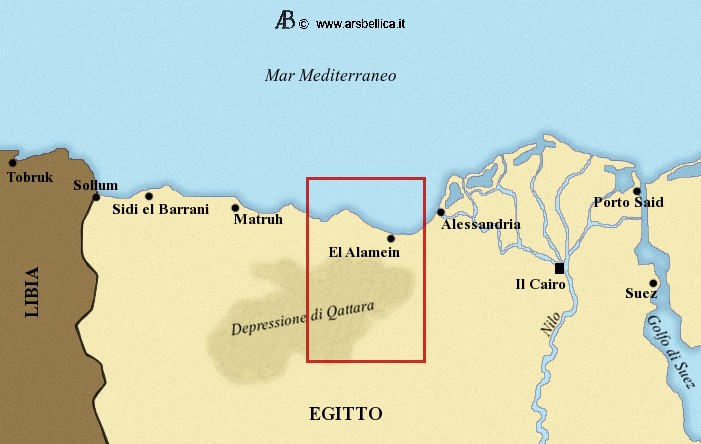 AB © www.arsbellica.it
Mar Mediterraneo
Tobruk
Sollum
Sidi el Barrani
Matruh
El Alamein
Alessandria
Porto Said
Il Cairo
Suez
LIBIA
Depressione di Qattara
Nilo
Golfo di Suez
EGITTO